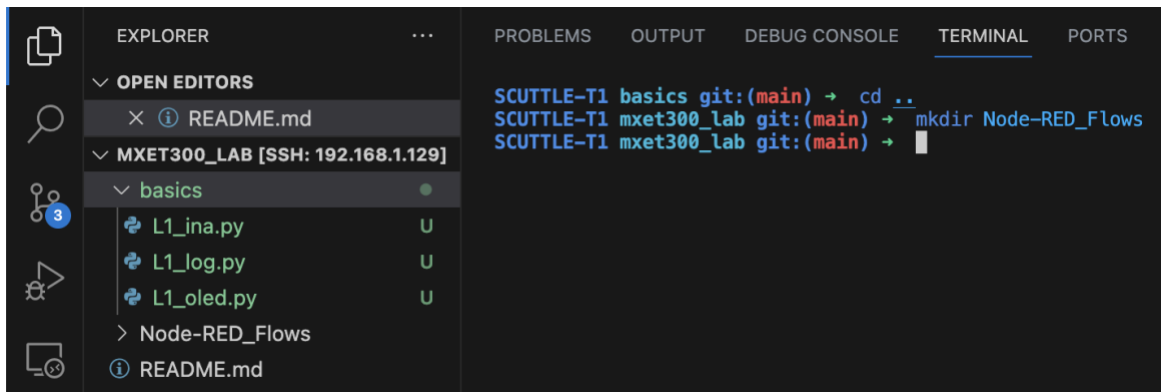 EXPLORER
...
OPEN EDITORS
README.md
MXET300_LAB [SSH: 192.168.1.129]
basics
L1_ina.py U
L1_log.py U
L1_oled.py U
Node-RED_Flows
README.md
3
PROBLEMS OUTPUT DEBUG CONSOLE TERMINAL PORTS
SCUTTLE-T1 basics git:(main) → cd ..
SCUTTLE-T1 mxet300_lab git:(main) → mkdir Node-RED_Flows
SCUTTLE-T1 mxet300_lab git:(main) →